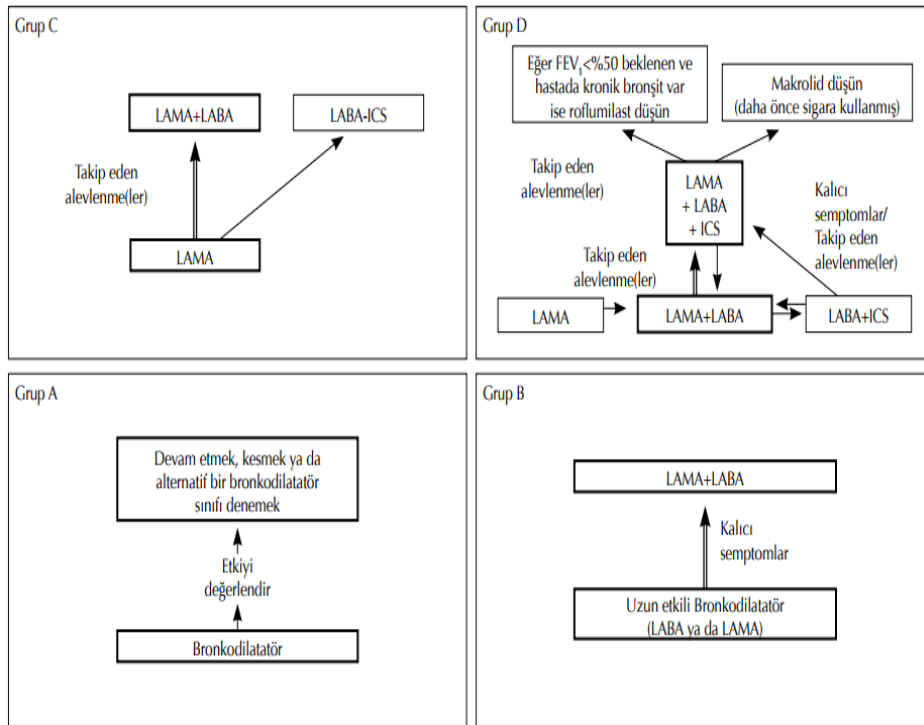 Grup C
LAMA+LABA
LABA-ICS
Takip eden
alevlenme(ler)
LAMA
Grup D
Eğer FEV₁<%50 beklenen ve
hastada kronik bronşit var
ise roflumilast düşün
Makrolid düşün
(daha önce sigara kullanmış)
Takip eden
alevlenme(ler)
LAMA
+ LABA
+ ICS
Kalıcı
semptomlar/
Takip eden
alevlenme(ler)
Takip eden
alevlenme(ler)
LAMA
LAMA+LABA
LABA+ICS
Grup A
Devam etmek, kesmek ya da
alternatif bir bronkodilatatör
sınıfı denemek
Etkiyi
değerlendir
Bronkodilatatör
Grup B
LAMA+LABA
Kalıcı
semptomlar
Uzun etkili Bronkodilatatör
(LABA ya da LAMA)